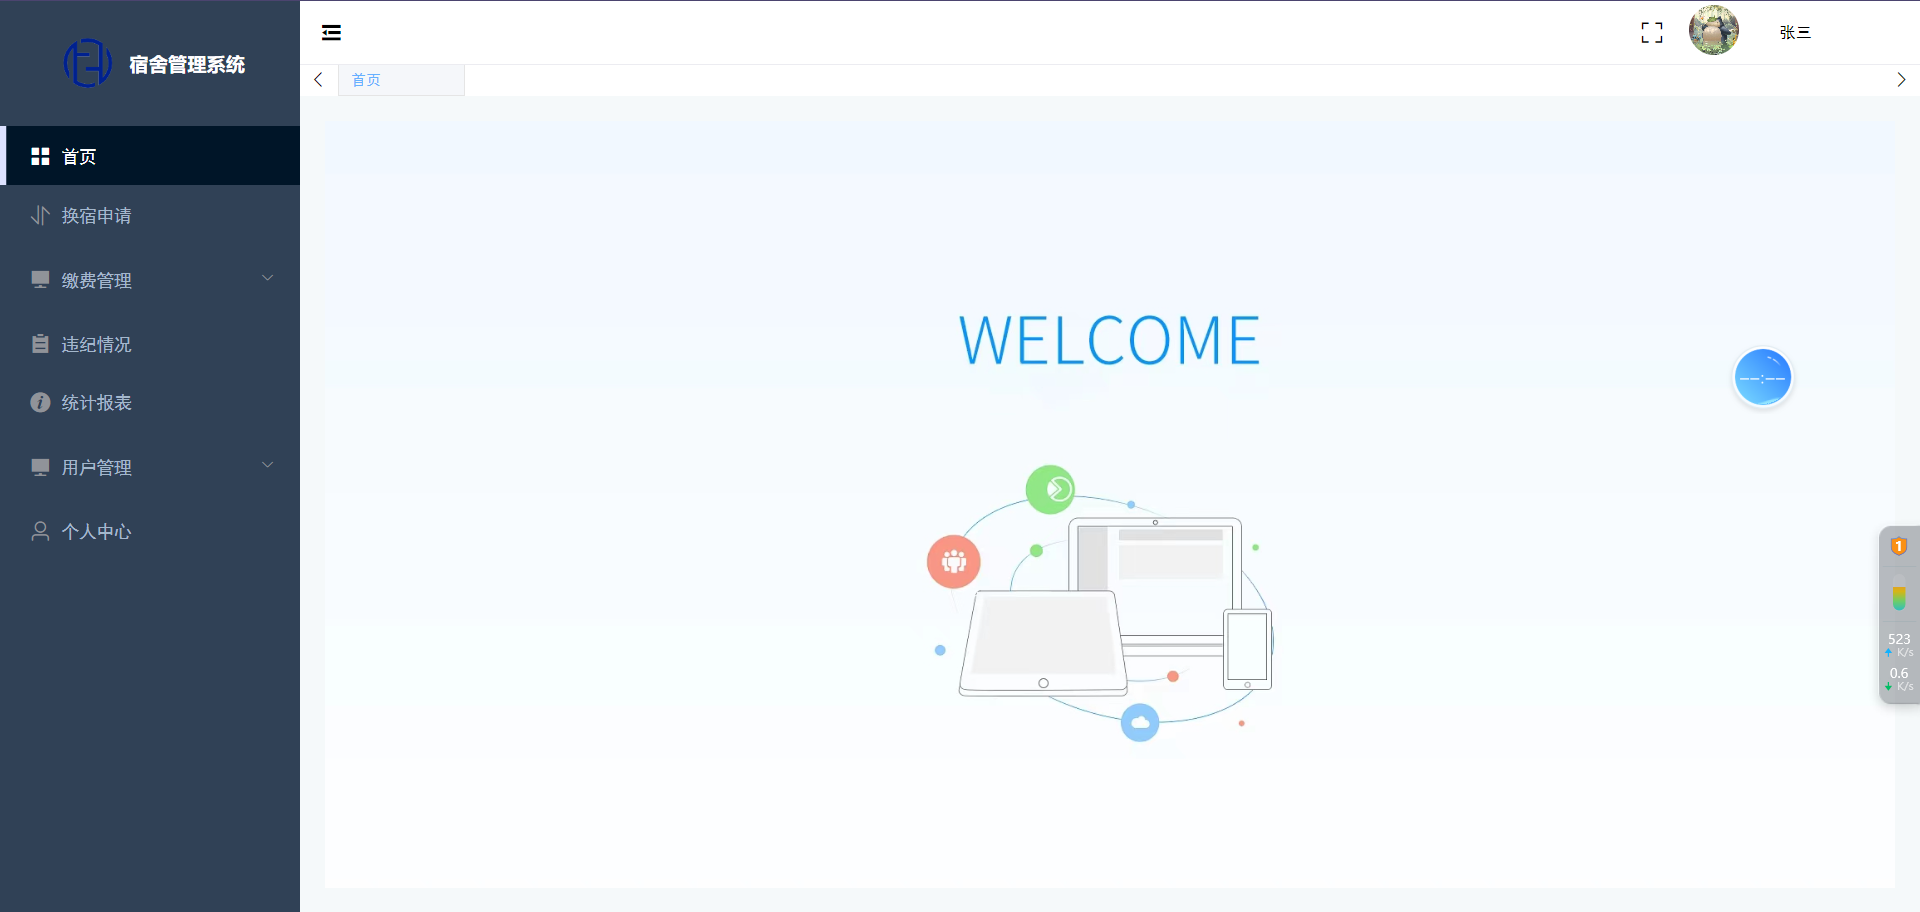 宿舍管理系统
张三
首页
首页
换宿申请
缴费管理
违纪情况
统计报表
用户管理
个人中心
WELCOME
--:--
1
523
K/s
0.6
K/s